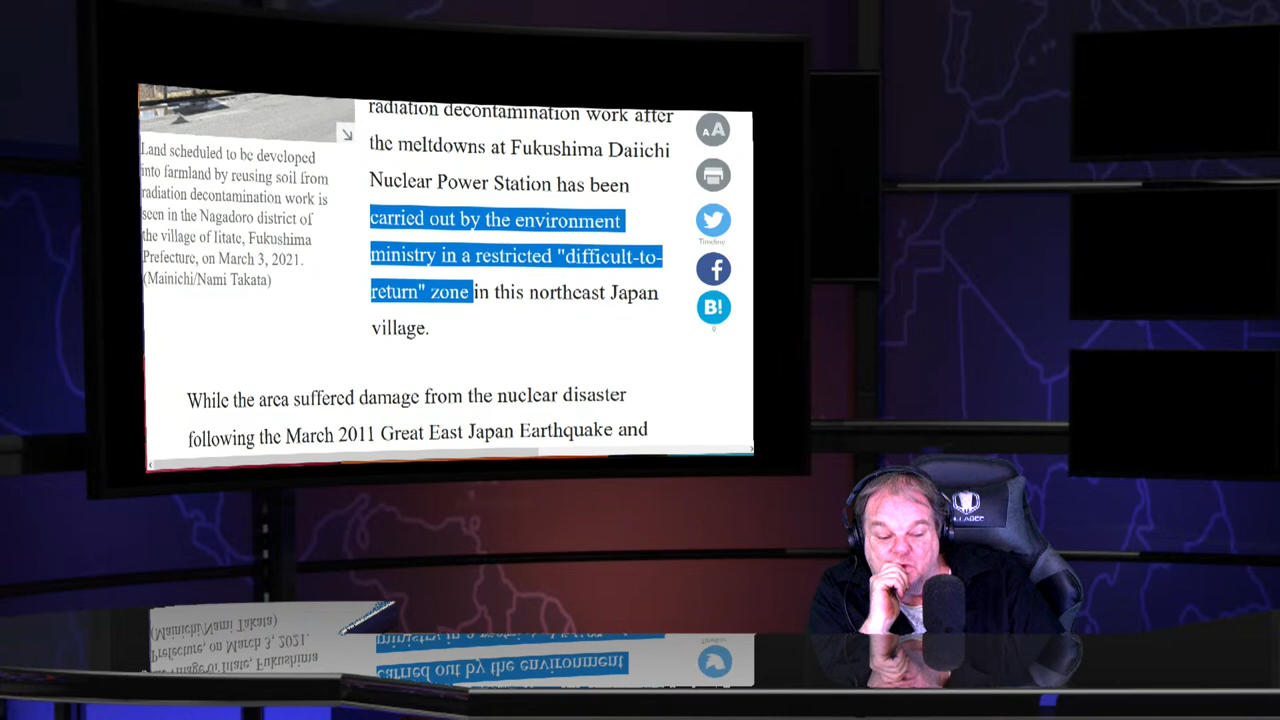 Land scheduled to be developed
into farmland by reusing soil from
radiation decontamination work is
seen in the Nagadoro district of
the village of Iitate, Fukushima
Prefecture, on March 3, 2021.
(Mainichi/Nami Takata)
radiation decontamination work after
the meltdowns at Fukushima Daiichi
Nuclear Power Station has been
carried out by the environment
ministry in a restricted "difficult-to-
return" zone in this northeast Japan
village.
While the area suffered damage from the nuclear disaster
following the March 2011 Great East Japan Earthquake and
AA
Timeline
f
B!
0